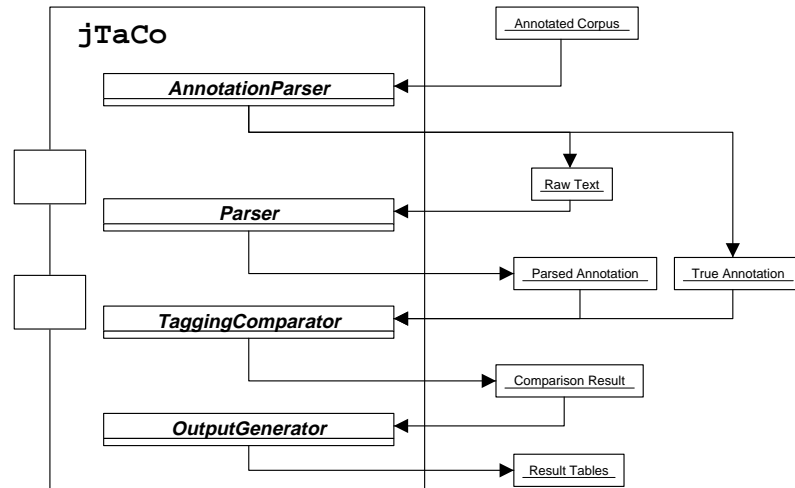 jTaCo
Annotated Corpus
AnnotationParser
Raw Text
Parser
Parsed Annotation
True Annotation
TaggingComparator
Comparison Result
OutputGenerator
Result Tables